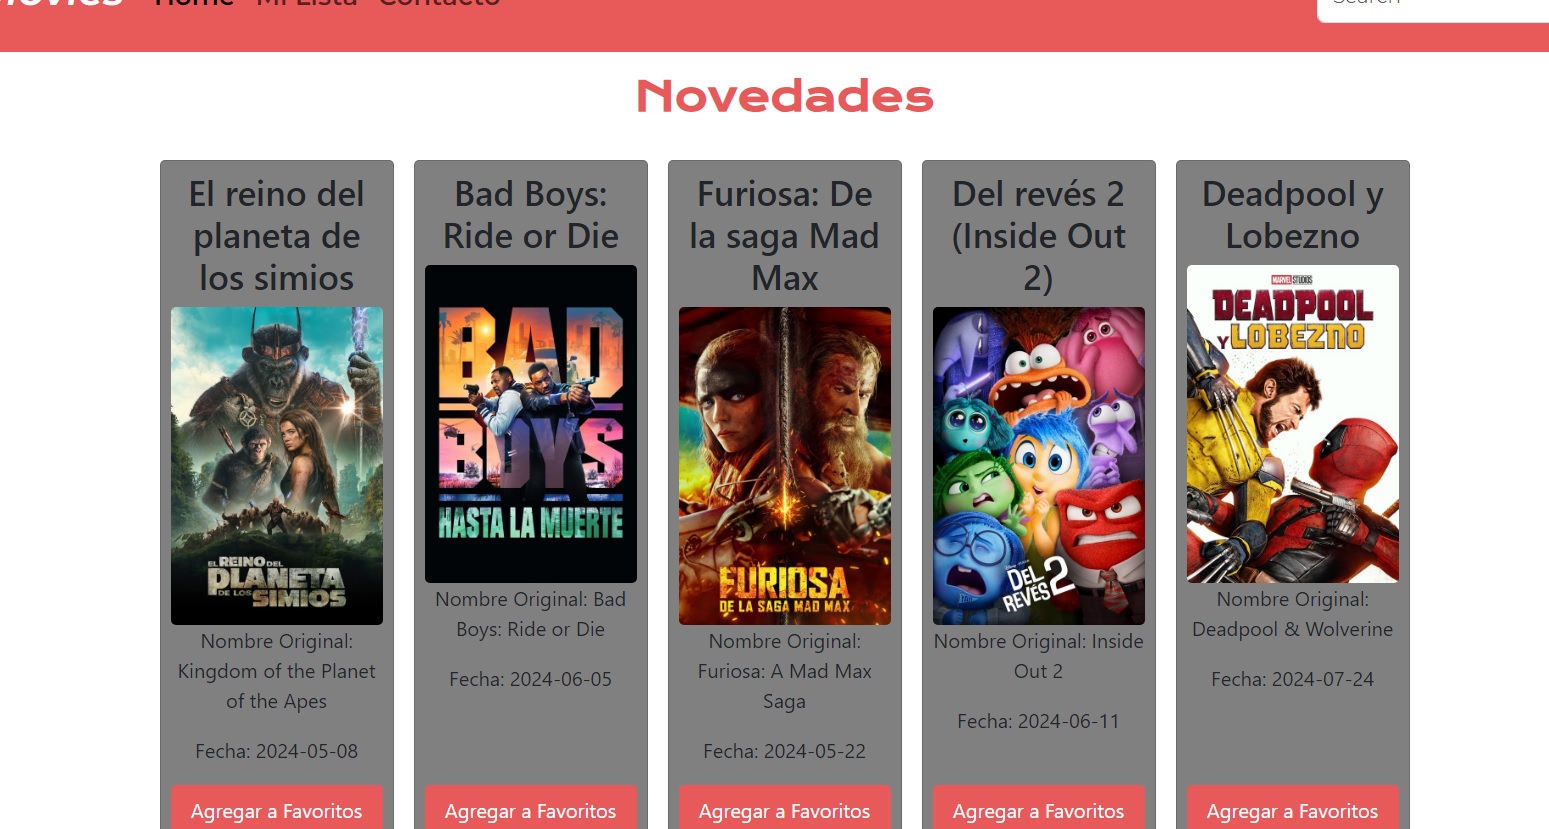 Movies Home Mi Lista Contacto Search
Novedades
El reino del
planeta de
los simios
EL REINO DEL
PLANETA
DE LOS SIMIOS
Nombre Original:
Kingdom of the Planet
of the Apes
Fecha: 2024-05-08
Agregar a Favoritos
Bad Boys:
Ride or Die
BAD
BOYS
HASTA LA MUERTE
Nombre Original: Bad
Boys: Ride or Die
Fecha: 2024-06-05
Agregar a Favoritos
Furiosa: De
la saga Mad
Max
FURIOSA
DE LA SAGA MAD MAX
Nombre Original:
Furiosa: A Mad Max
Saga
Fecha: 2024-05-22
Agregar a Favoritos
Del revés 2
(Inside Out
2)
DEL
REVÉS 2
Nombre Original: Inside
Out 2
Fecha: 2024-06-11
Agregar a Favoritos
Deadpool y
Lobezno
MARVEL STUDIOS
DEADPOOL
Y LOBEZNO
Nombre Original:
Deadpool & Wolverine
Fecha: 2024-07-24
Agregar a Favoritos